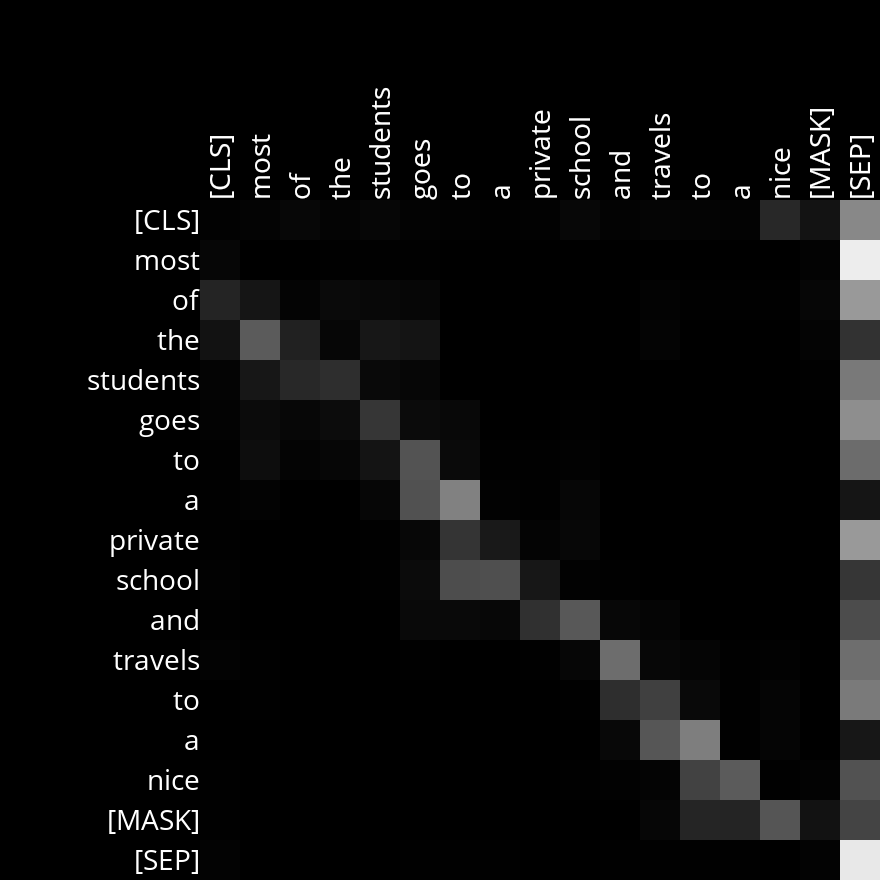 [CLS] most of the students goes to a private school and travels to a nice [MASK] [SEP]
[CLS]
most
of
the
students
goes
to
a
private
school
and
travels
to
a
nice
[MASK]
[SEP]